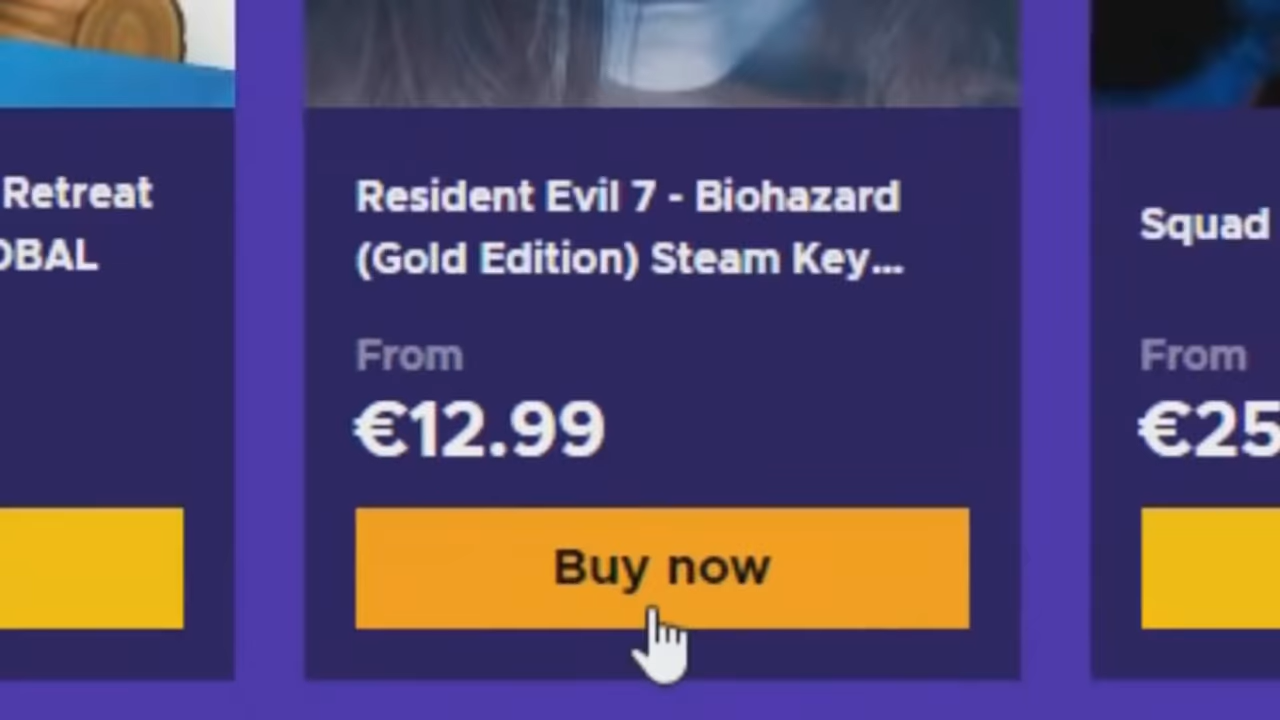 Retreat
OBAL
Resident Evil 7 - Biohazard
(Gold Edition) Steam Key...
From
€12.99
Buy now
Squad
From
€25